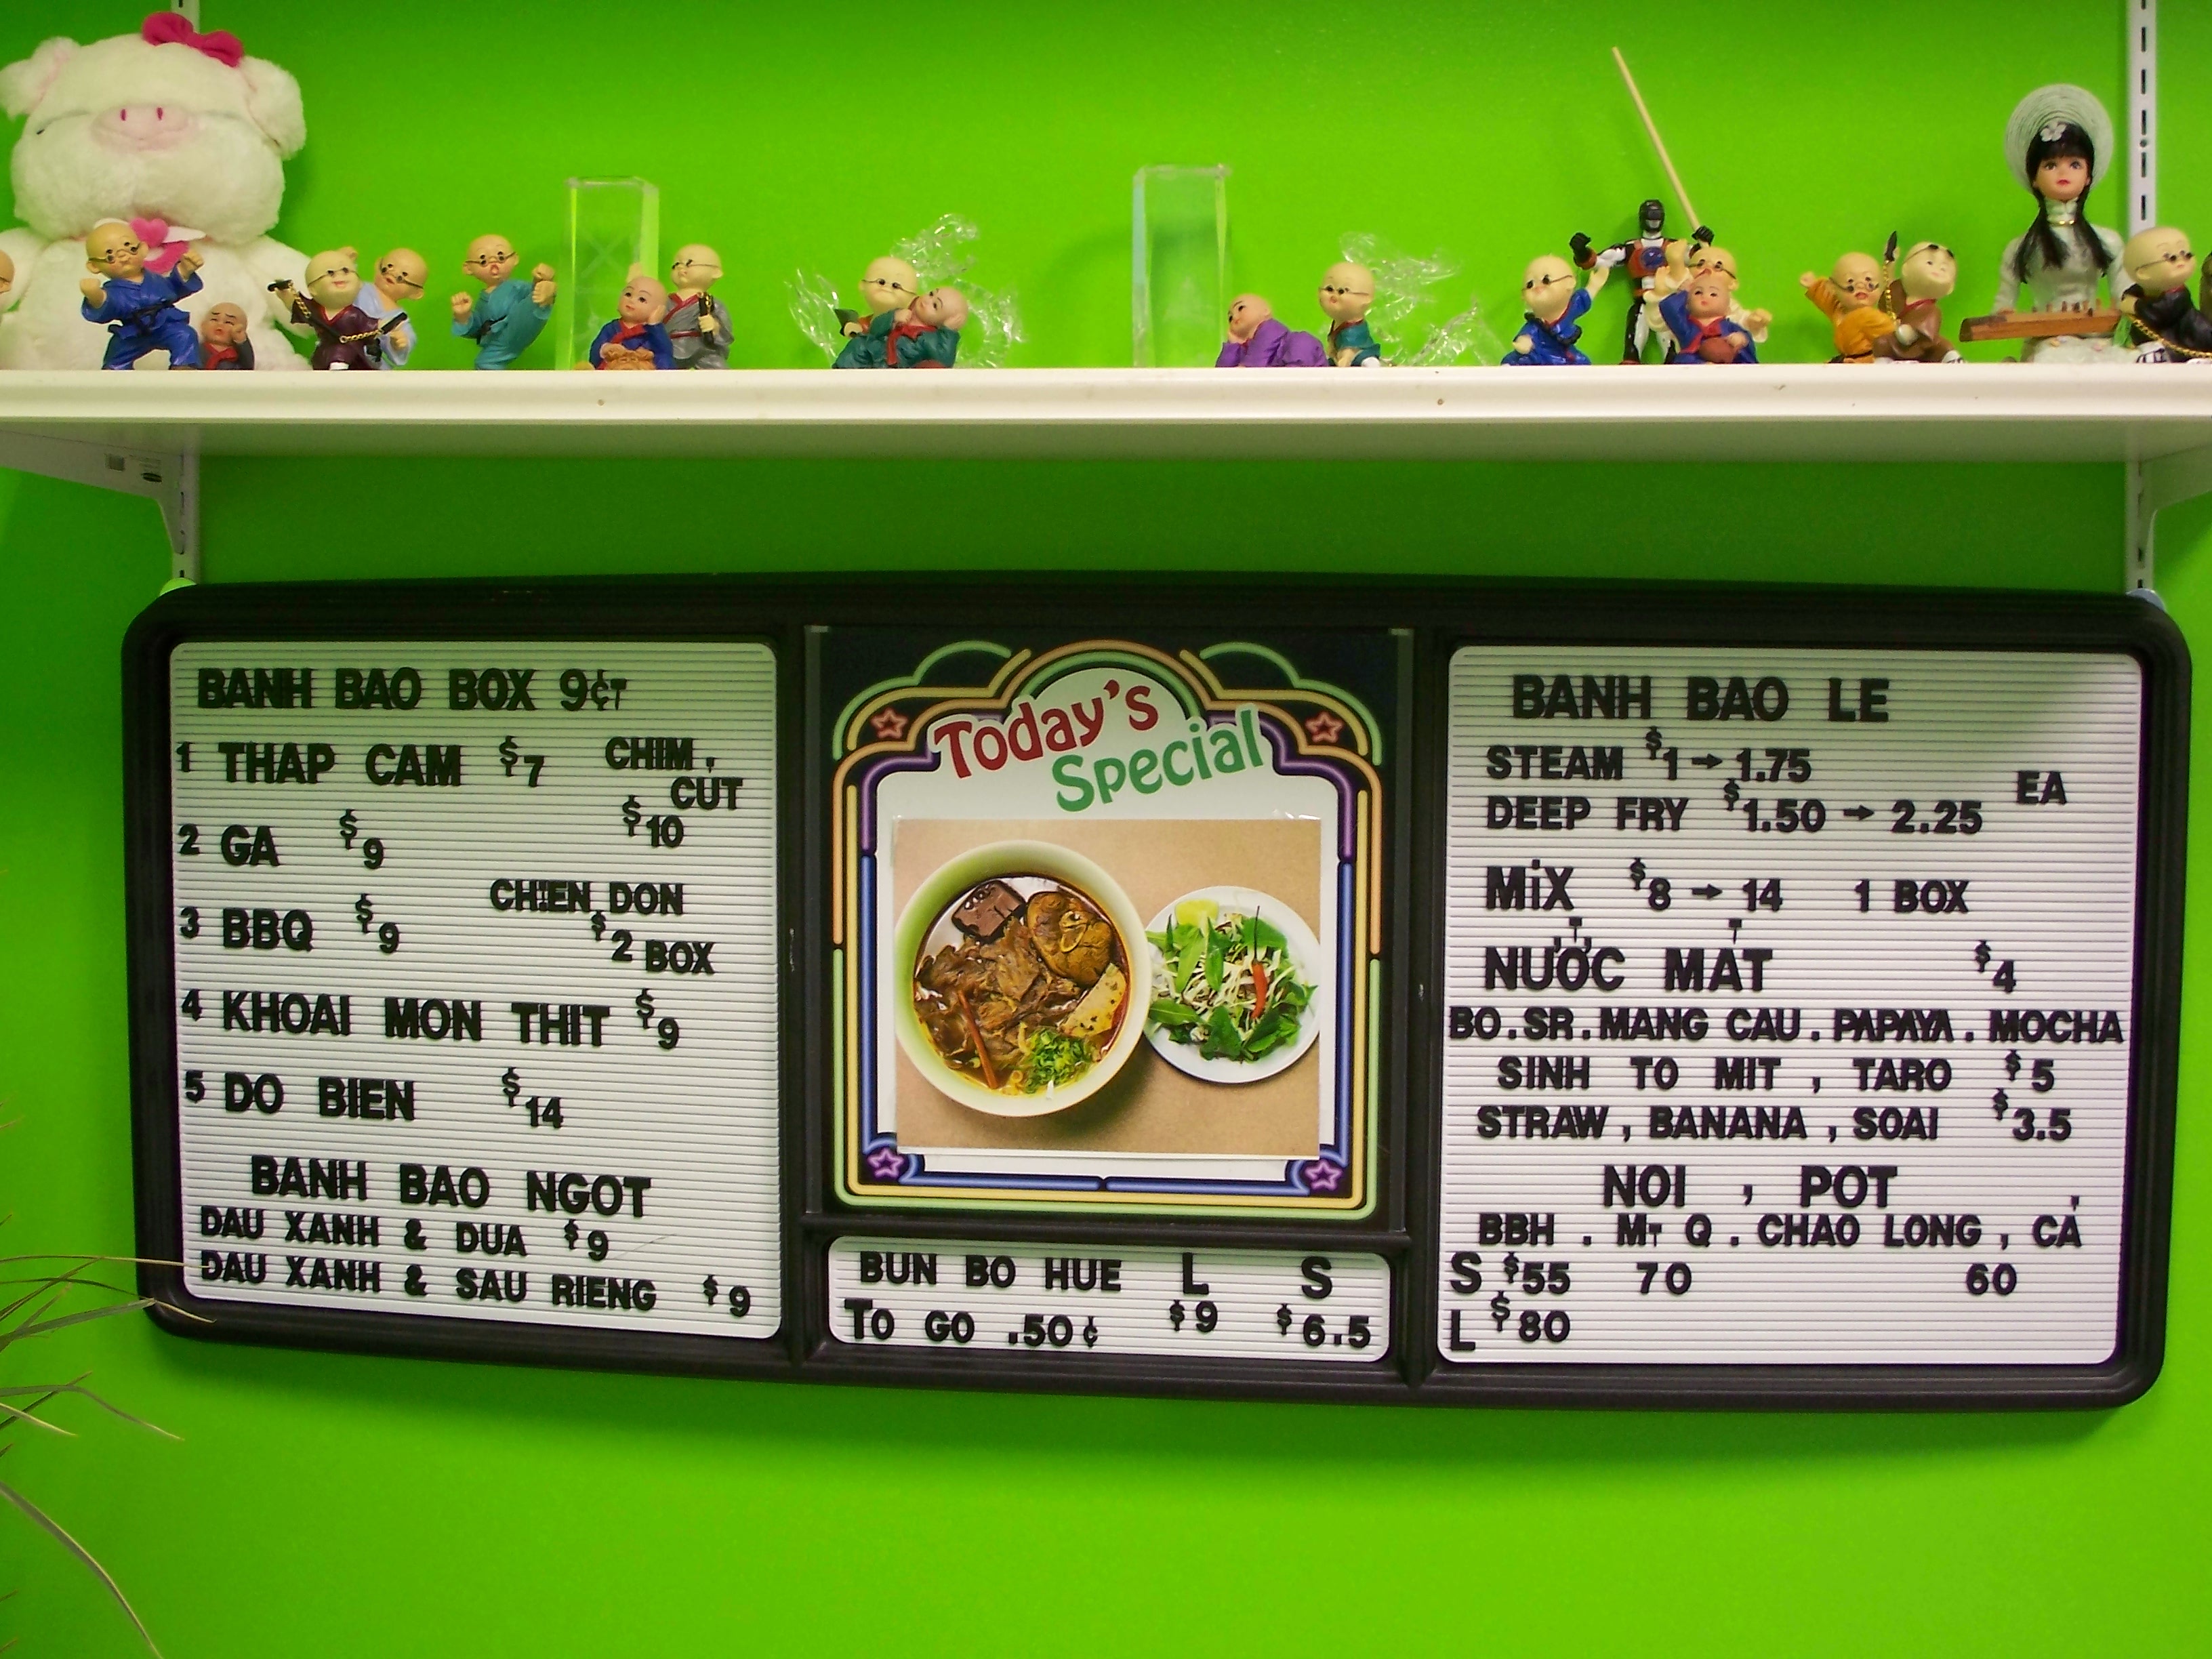 BANH BAO BOX 9¢T
1 THAP CAM $7 CHIM,
CUT
$10
2 GA $9
CHIEN DON
3 BBQ $9 $2 BOX
4 KHOAI MON THIT $9
5 DO BIEN $14
BANH BAO NGOT
DAU XANH & DUA $9
DAU XANH & SAU RIENG $9
Today's
Special
BUN BO HUE L S
TO GO .50¢ $9 $6.5
BANH BAO LE
STEAM $1→1.75
EA
DEEP FRY $1.50→2.25
MiX $8→14 1 BOX
NƯỚC MÁT $4
BO.SR.MANG CAU.PAPAYA.MOCHA
SINH TO MIT, TARO $5
STRAW, BANANA, SOAI $3.5
NOI, POT
BBH. MT Q. CHAO LONG, CÁ
S $55 70 60
L $80